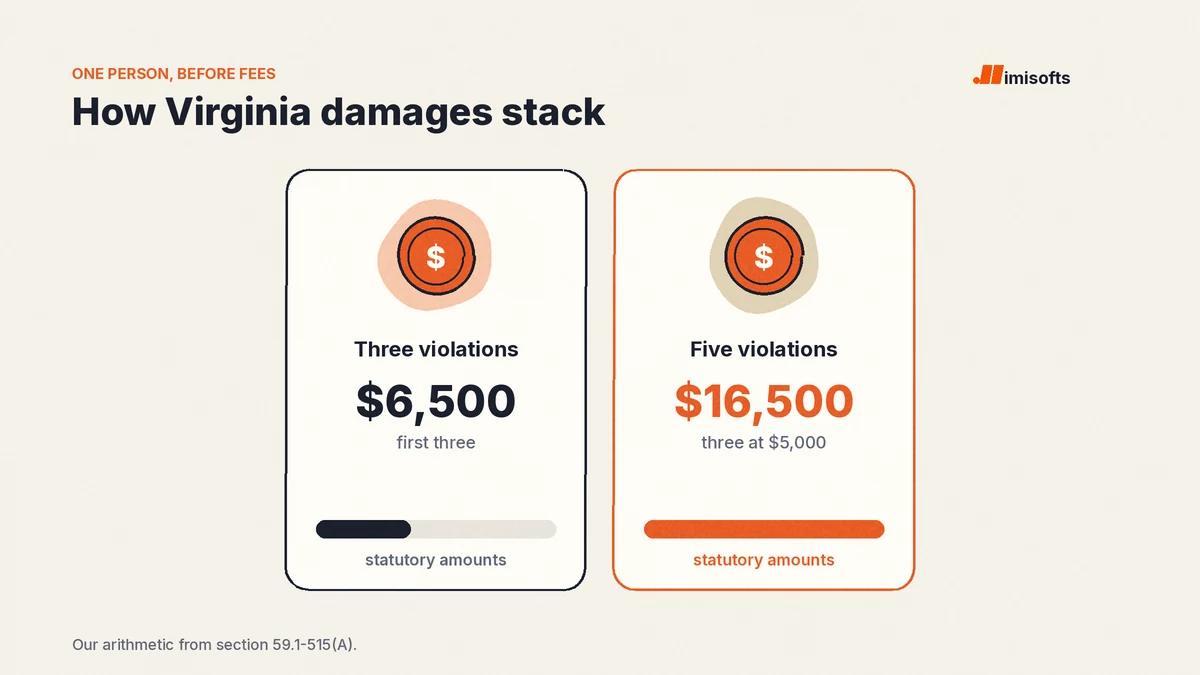 ONE PERSON, BEFORE FEES
How Virginia damages stack
imisofts
$
Three violations
$6,500
first three
statutory amounts
$
Five violations
$16,500
three at $5,000
statutory amounts
Our arithmetic from section 59.1-515(A).